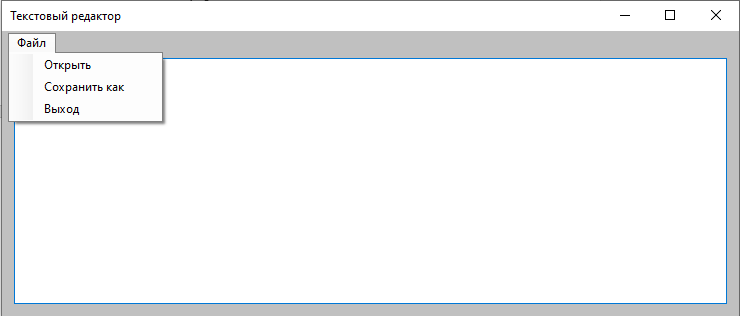 Текстовый редактор
Файл
Открыть
Сохранить как
Выход